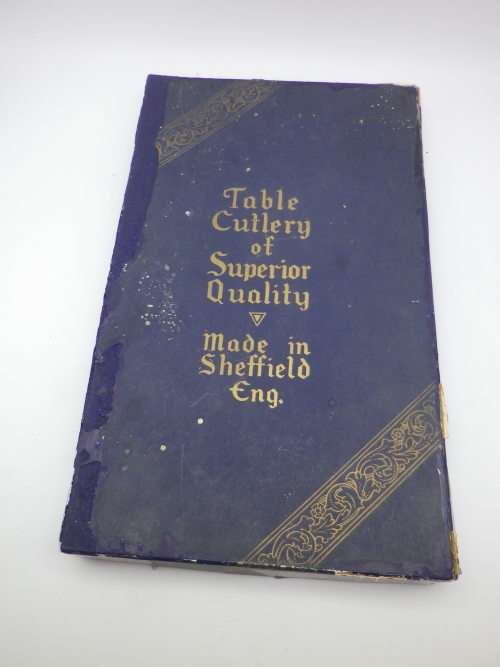 Table
Cutlery
of
Superior
Quality
Made in
Sheffield
Eng.